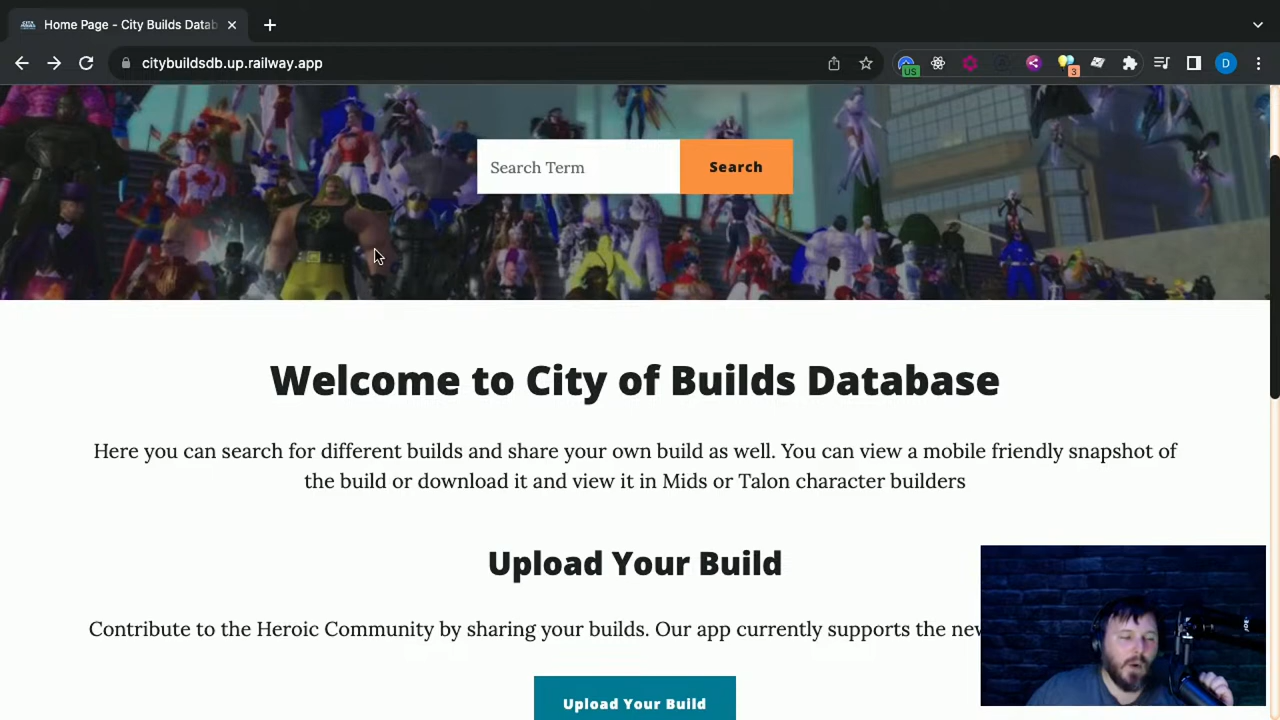 Home Page - City Builds Datab
citybuildsdb.up.railway.app
US
3
D
Search Term
Search
Welcome to City of Builds Database
Here you can search for different builds and share your own build as well. You can view a mobile friendly snapshot of
the build or download it and view it in Mids or Talon character builders
Upload Your Build
Contribute to the Heroic Community by sharing your builds. Our app currently supports the
Upload Your Build